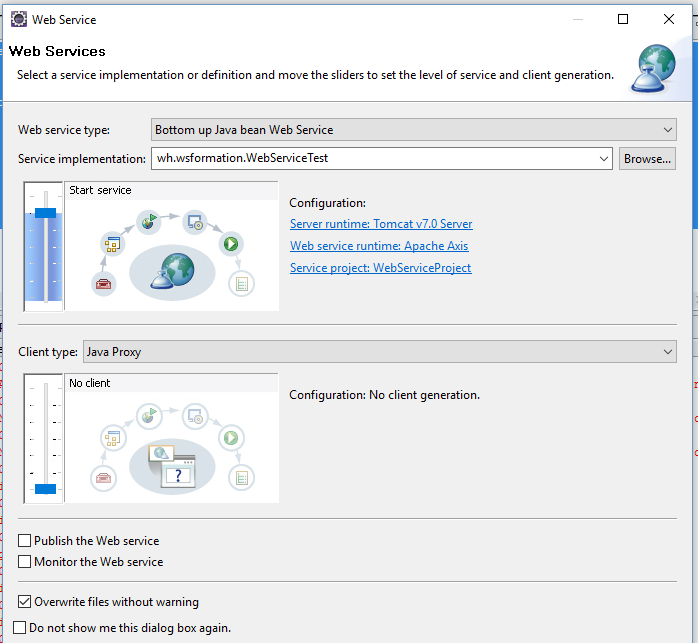 Web Service
Web Services
Select a service implementation or definition and move the sliders to set the level of service and client generation.
Web service type: Bottom up Java bean Web Service
Service implementation: wh.wsformation.WebServiceTest Browse...
Start service
Configuration:
Server runtime: Tomcat v7.0 Server
Web service runtime: Apache Axis
Service project: WebServiceProject
Client type: Java Proxy
No client
Configuration: No client generation.
?
Publish the Web service
Monitor the Web service
Overwrite files without warning
Do not show me this dialog box again.